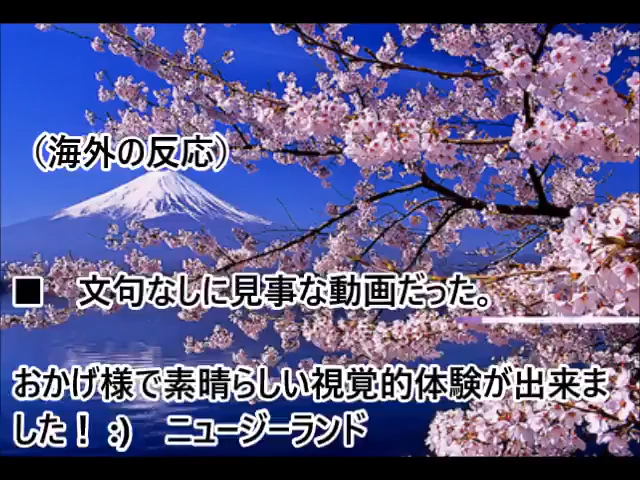 （海外の反応）
■　文句なしに見事な動画だった。
おかげ様で素晴らしい視覚的体験が出来ま
した！ :)　ニュージーランド